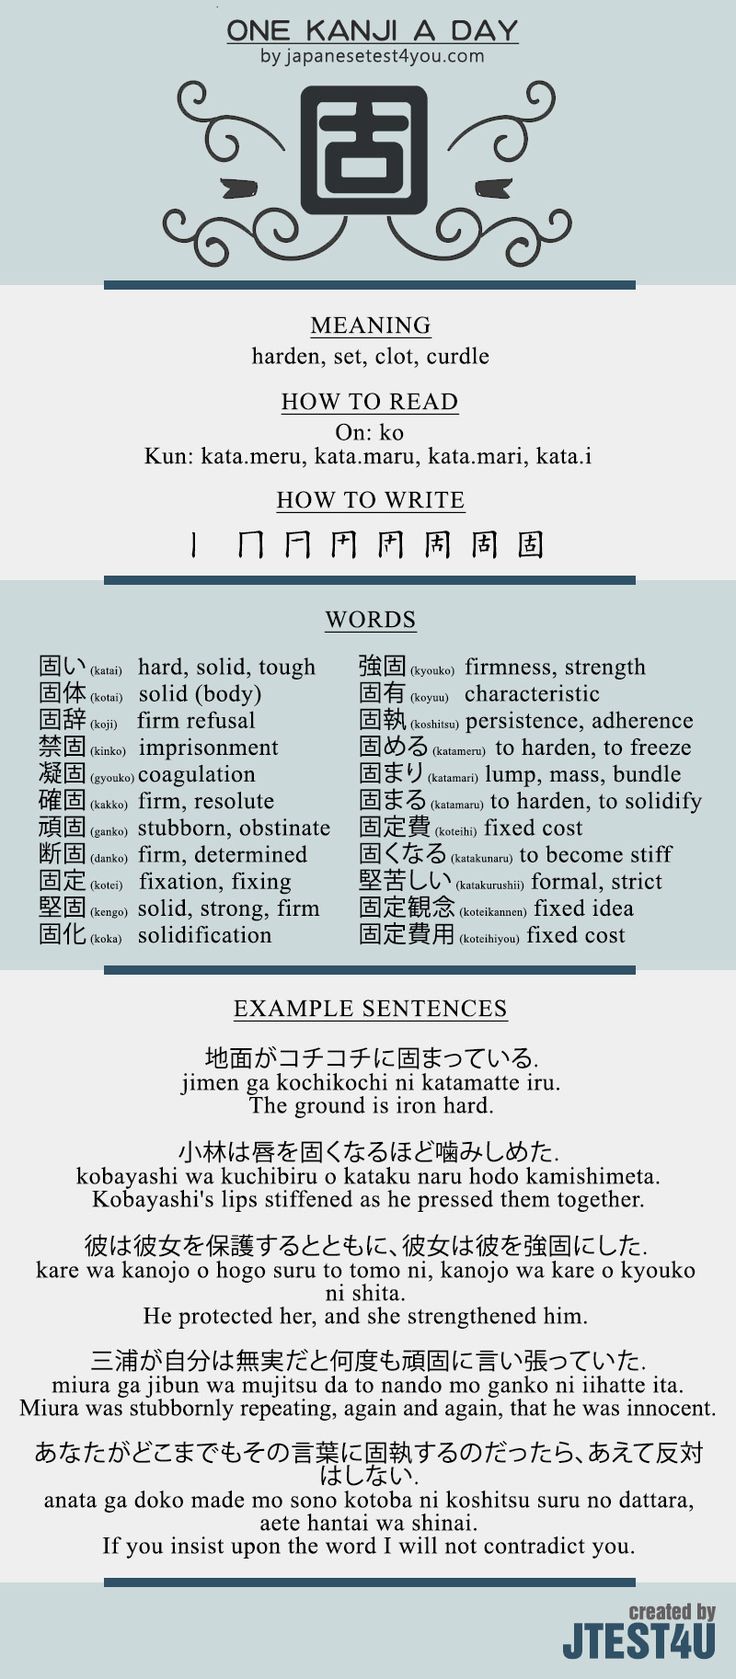 ONE KANJI A DAY
by japanesetest4you.com
固
MEANING
harden, set, clot, curdle
HOW TO READ
On: ko
Kun: kata.meru, kata.maru, kata.mari, kata.i
HOW TO WRITE
固
WORDS
固い (katai) hard, solid, tough
固体 (kotai) solid (body)
固辞 (koji) firm refusal
禁固 (kinko) imprisonment
凝固 (gyouko) coagulation
確固 (kakko) firm, resolute
頑固 (ganko) stubborn, obstinate
断固 (danko) firm, determined
固定 (kotei) fixation, fixing
堅固 (kengo) solid, strong, firm
固化 (koka) solidification
強固 (kyouko) firmness, strength
固有 (koyuu) characteristic
固執 (koshitsu) persistence, adherence
固める (katameru) to harden, to freeze
固まり (katamari) lump, mass, bundle
固まる (katamaru) to harden, to solidify
固定費 (koteihi) fixed cost
固くなる (katakunaru) to become stiff
堅苦しい (katakurushii) formal, strict
固定観念 (koteikannen) fixed idea
固定費用 (koteihiyou) fixed cost
EXAMPLE SENTENCES
地面がコチコチに固まっている.
jimen ga kochikochi ni katamatte iru.
The ground is iron hard.
小林は唇を固くなるほど噛みしめた.
kobayashi wa kuchibiru o kataku naru hodo kamishimeta.
Kobayashi's lips stiffened as he pressed them together.
彼は彼女を保護するとともに、彼女は彼を強固にした.
kare wa kanojo o hogo suru to tomo ni, kanojo wa kare o kyouko
ni shita.
He protected her, and she strengthened him.
三浦が自分は無実だと何度も頑固に言い張っていた.
miura ga jibun wa mujitsu da to nando mo ganko ni iihatte ita.
Miura was stubbornly repeating, again and again, that he was innocent.
あなたがどこまでもその言葉に固執するのだったら、あえて反対
はしない.
anata ga doko made mo sono kotoba ni koshitsu suru no dattara,
aete hantai wa shinai.
If you insist upon the word I will not contradict you.
created by
JTEST4U